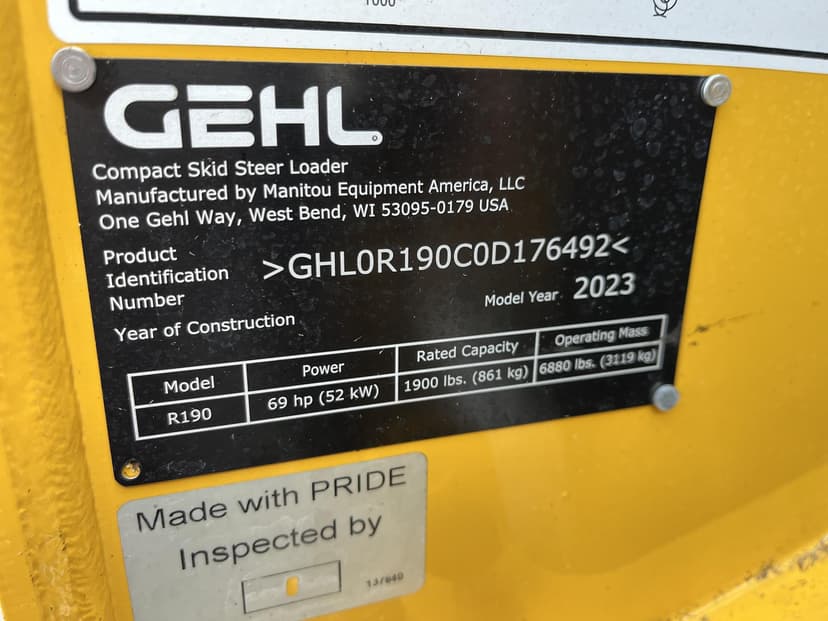 1000
GEHL
Compact Skid Steer Loader
Manufactured by Manitou Equipment America, LLC
One Gehl Way, West Bend, WI 53095-0179 USA
Product
Identification
Number
>GHL0R190C0D176492<
Model Year 2023
Year of Construction
Model Power Rated Capacity Operating Mass
R190 69 hp (52 kW) 1900 lbs. (861 kg) 6880 lbs. (3119 kg)
Made with PRIDE
Inspected by